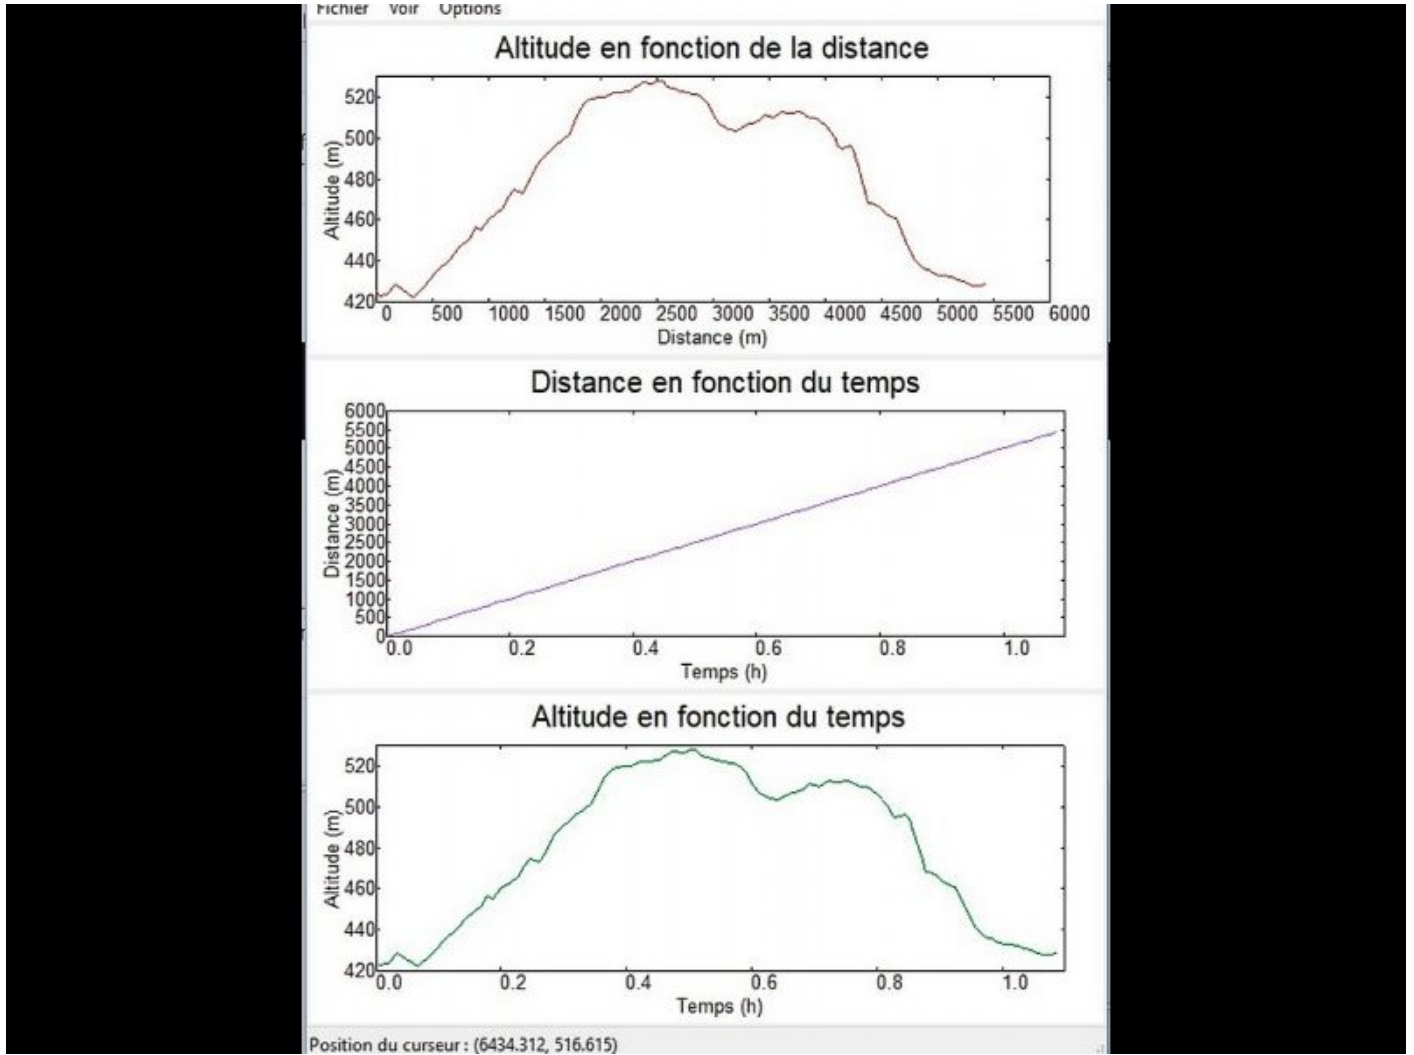 Fichier Voir Options
Altitude en fonction de la distance
520
500
480
460
440
420
Altitude (m)
0 500 1000 1500 2000 2500 3000 3500 4000 4500 5000 5500 6000
Distance (m)
Distance en fonction du temps
6000
5500
5000
4500
4000
3500
3000
2500
2000
1500
1000
500
0
Distance (m)
0.0 0.2 0.4 0.6 0.8 1.0
Temps (h)
Altitude en fonction du temps
520
500
480
460
440
420
Altitude (m)
0.0 0.2 0.4 0.6 0.8 1.0
Temps (h)
Position du curseur : (6434.312, 516.615)